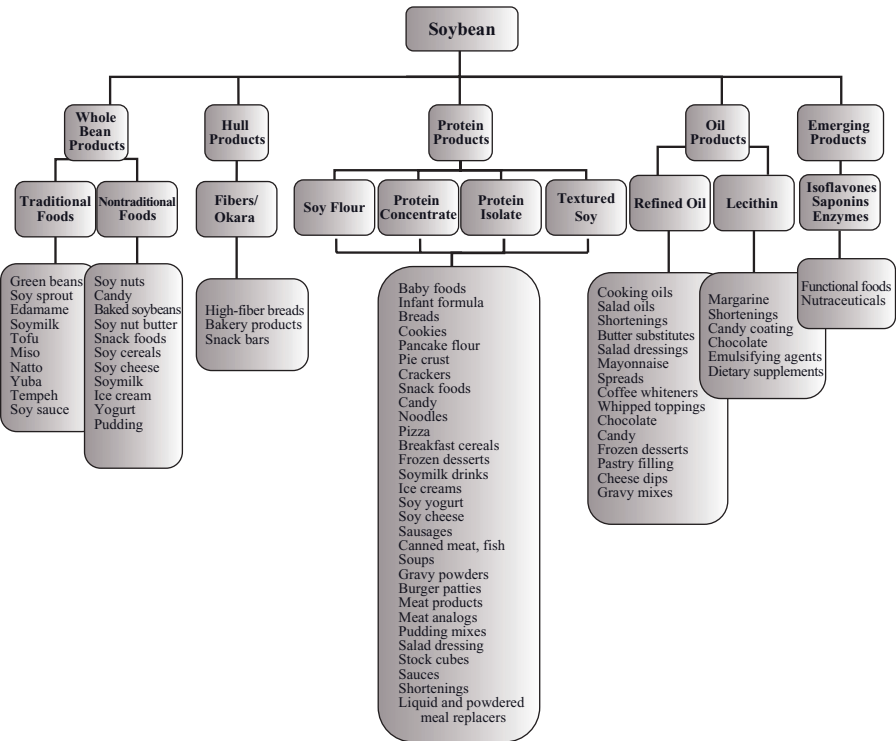 Soybean
Whole
Bean
Products
Hull
Products
Protein
Products
Oil
Products
Emerging
Products
Traditional
Foods
Nontraditional
Foods
Fibers/
Okara
Soy Flour
Protein
Concentrate
Protein
Isolate
Textured
Soy
Refined Oil
Lecithin
Isoflavones
Saponins
Enzymes
Green beans
Soy sprout
Edamame
Soymilk
Tofu
Miso
Natto
Yuba
Tempeh
Soy sauce
Soy nuts
Candy
Baked soybeans
Soy nut butter
Snack foods
Soy cereals
Soy cheese
Soymilk
Ice cream
Yogurt
Pudding
High-fiber breads
Bakery products
Snack bars
Baby foods
Infant formula
Breads
Cookies
Pancake flour
Pie crust
Crackers
Snack foods
Candy
Noodles
Pizza
Breakfast cereals
Frozen desserts
Soymilk drinks
Ice creams
Soy yogurt
Soy cheese
Sausages
Canned meat, fish
Soups
Gravy powders
Burger patties
Meat products
Meat analogs
Pudding mixes
Salad dressing
Stock cubes
Sauces
Shortenings
Liquid and powdered
meal replacers
Cooking oils
Salad oils
Shortenings
Butter substitutes
Salad dressings
Mayonnaise
Spreads
Coffee whiteners
Whipped toppings
Chocolate
Candy
Frozen desserts
Pastry filling
Cheese dips
Gravy mixes
Margarine
Shortenings
Candy coating
Chocolate
Emulsifying agents
Dietary supplements
Functional foods
Nutraceuticals